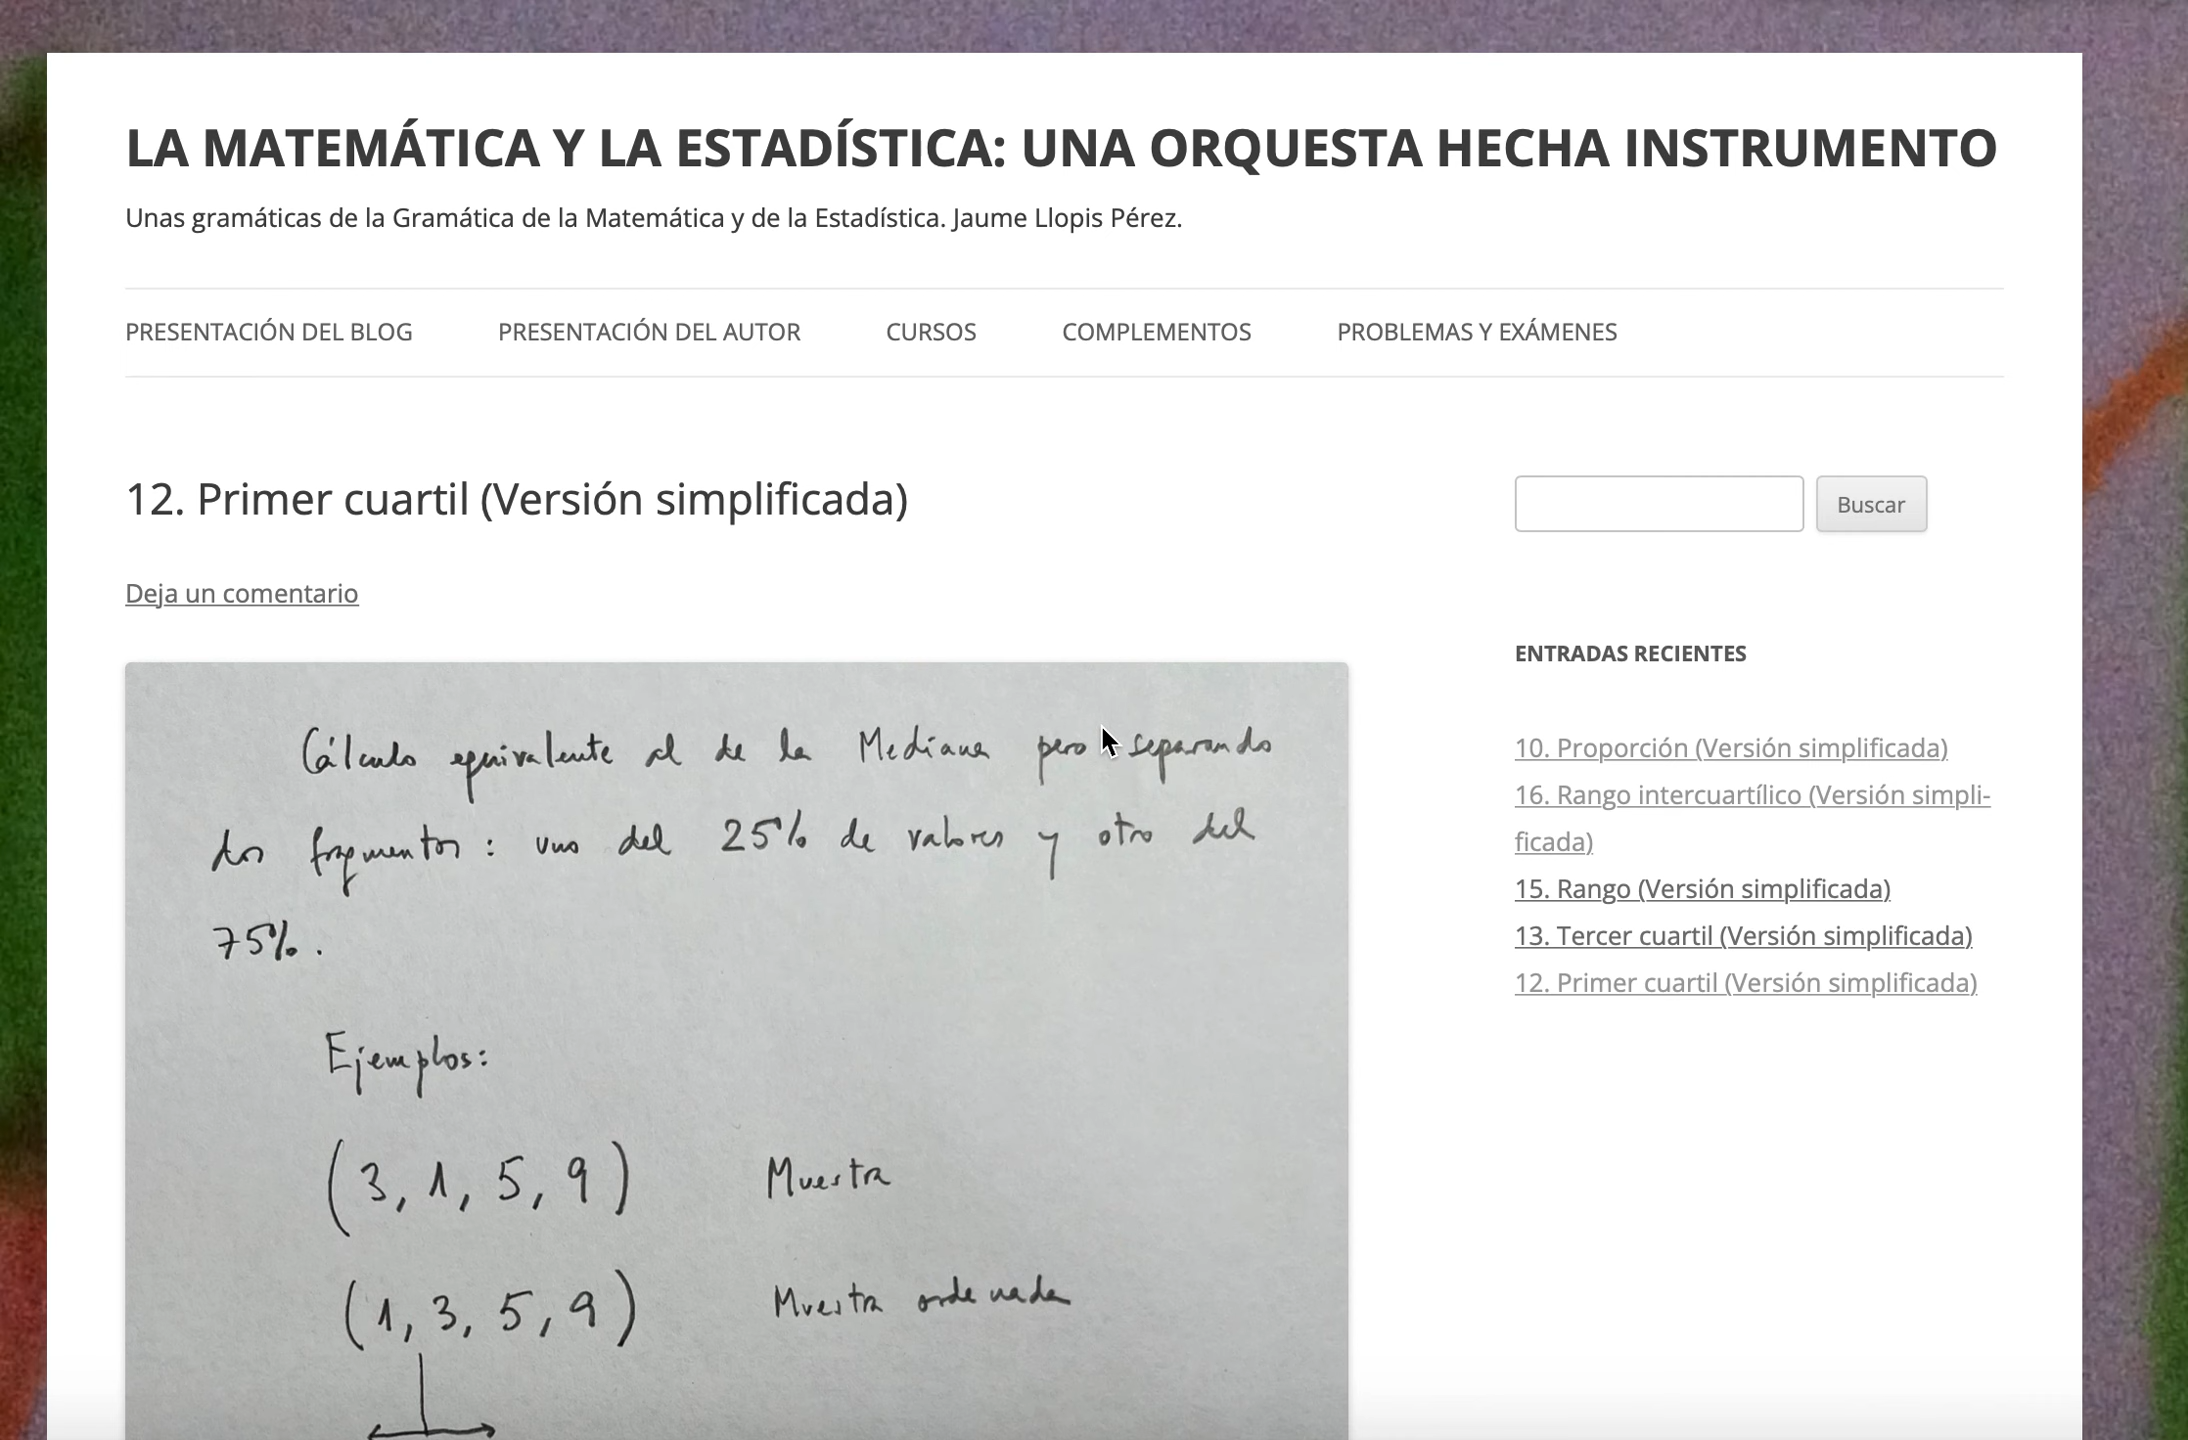 LA MATEMÁTICA Y LA ESTADÍSTICA: UNA ORQUESTA HECHA INSTRUMENTO
Unas gramáticas de la Gramática de la Matemática y de la Estadística. Jaume Llopis Pérez.
PRESENTACIÓN DEL BLOG PRESENTACIÓN DEL AUTOR CURSOS COMPLEMENTOS PROBLEMAS Y EXÁMENES
12. Primer cuartil (Versión simplificada)
Deja un comentario
Cálculo equivalente al de la Mediana pero separando
dos fragmentos: uno del 25% de valores y otro del
75%.
Ejemplos:
(3, 1, 5, 9) Muestra
(1, 3, 5, 9) Muestra ordenada
Buscar
ENTRADAS RECIENTES
10. Proporción (Versión simplificada)
16. Rango intercuartílico (Versión simpli-
ficada)
15. Rango (Versión simplificada)
13. Tercer cuartil (Versión simplificada)
12. Primer cuartil (Versión simplificada)